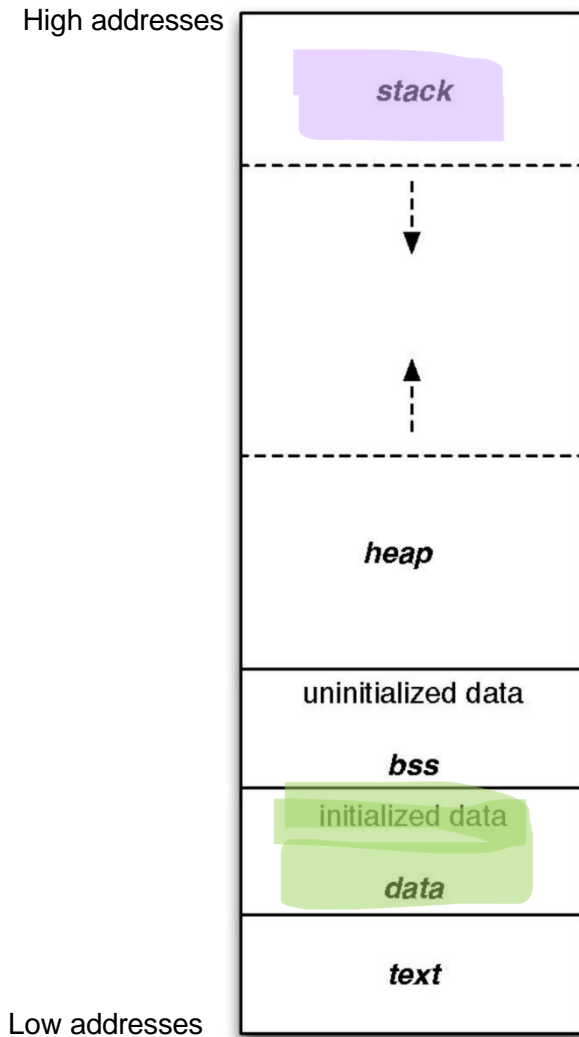 High addresses
stack
heap
uninitialized data
bss
initialized data
data
text
Low addresses